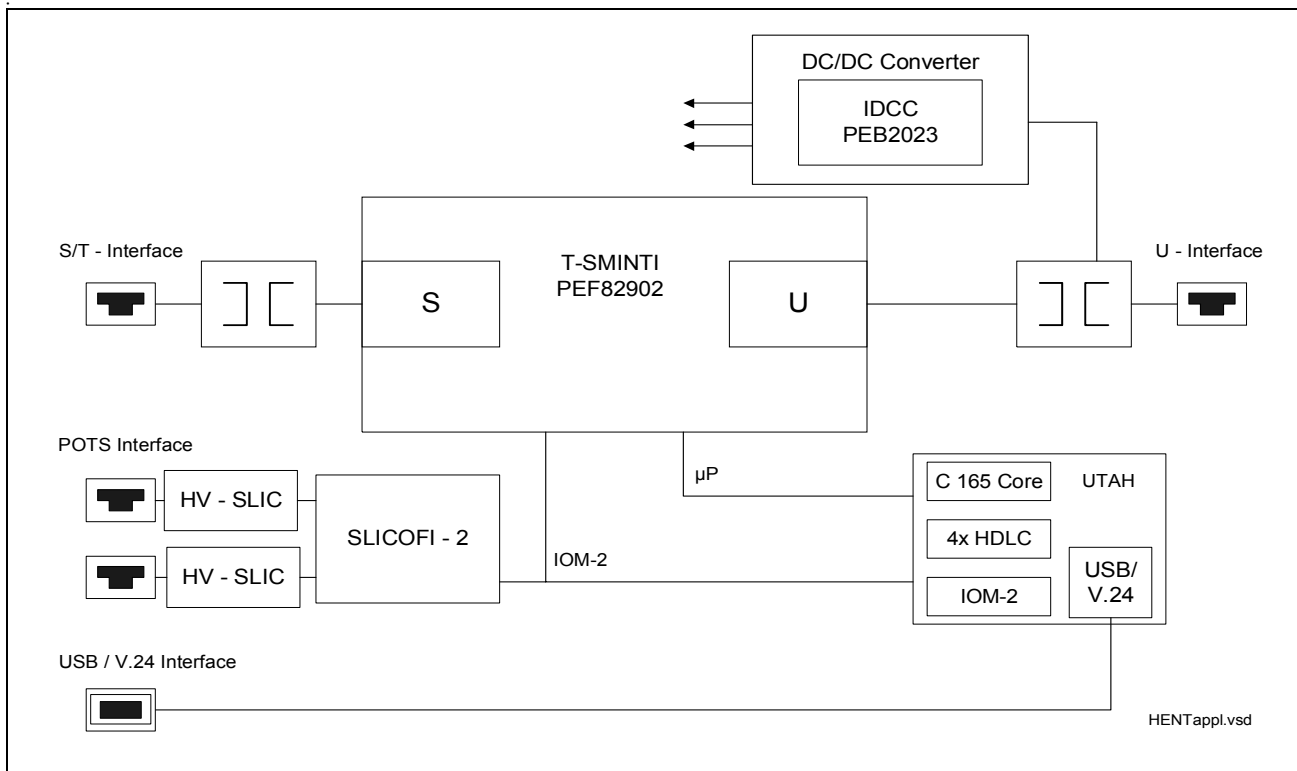 DC/DC Converter
IDCC
PEB2023
S/T - Interface
T-SMINTI
PEF82902
U - Interface
S
U
POTS Interface
µP
HV - SLIC
SLICOFI - 2
HV - SLIC
IOM-2
C 165 Core
UTAH
4x HDLC
IOM-2
USB/
V.24
USB / V.24 Interface
HENTappl.vsd